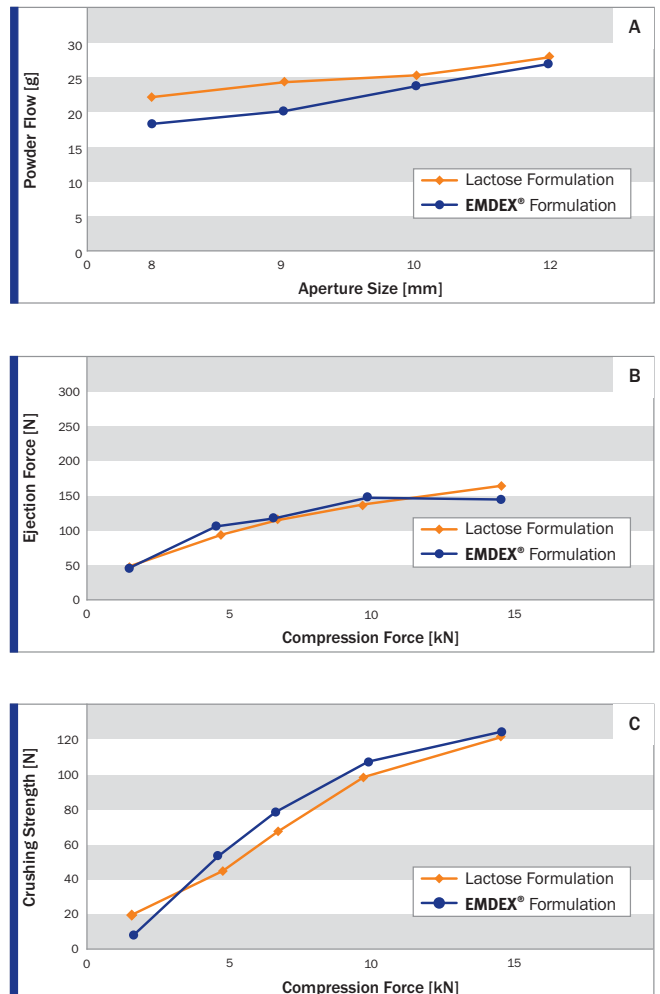 A
Powder Flow [g]
30
25
20
15
10
5
0
Lactose Formulation
EMDEX® Formulation
0 8 9 10 12
Aperture Size [mm]
B
Ejection Force [N]
300
250
200
150
100
50
0
Lactose Formulation
EMDEX® Formulation
0 5 10 15
Compression Force [kN]
C
Crushing Strength [N]
120
100
80
60
40
20
0
Lactose Formulation
EMDEX® Formulation
0 5 10 15
Compression Force [kN]